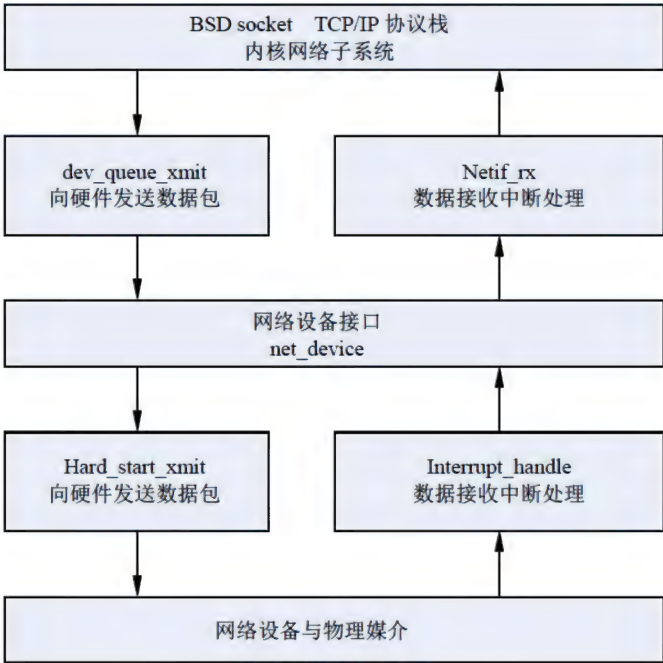 BSD socket TCP/IP 协议栈
内核网络子系统
dev_queue_xmit
向硬件发送数据包
Netif_rx
数据接收中断处理
网络设备接口
net_device
Hard_start_xmit
向硬件发送数据包
Interrupt_handle
数据接收中断处理
网络设备与物理媒介